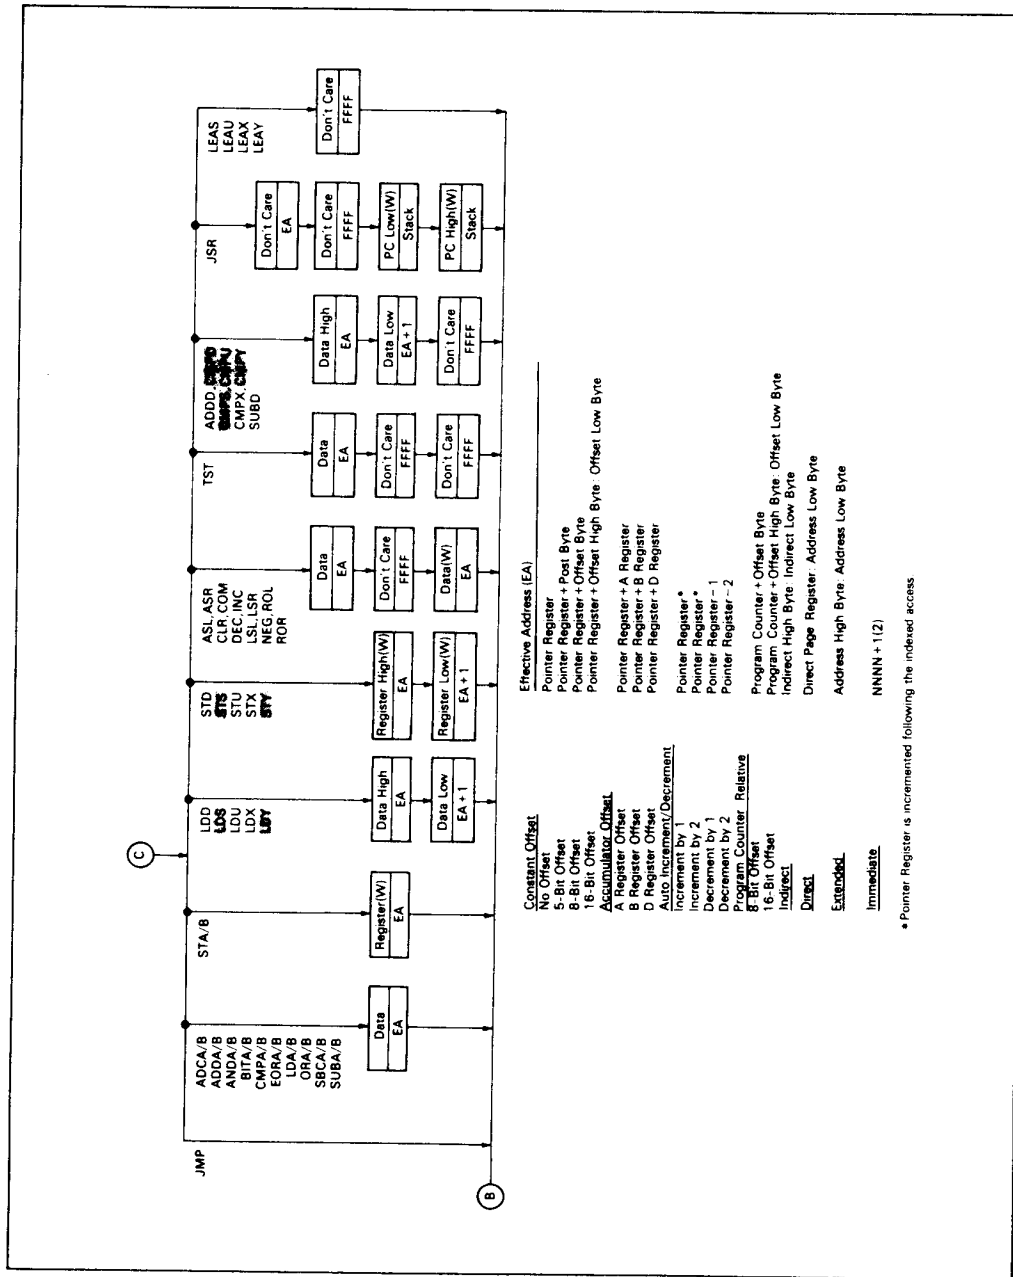 C
JMP
ADCA/B
ADDA/B
ANDA/B
BITA/B
CMPA/B
EORA/B
LDA/B
ORA/B
SBCA/B
SUBA/B
Data
EA
STA/B
Register(W)
EA
LDD
LDS
LDU
LDX
LDY
Data High
EA
Data Low
EA + 1
STD
STS
STU
STX
STY
Register High(W)
EA
Register Low(W)
EA + 1
ASL, ASR
CLR, COM
DEC, INC
LSL, LSR
NEG, ROL
ROR
Data
EA
Don't Care
FFFF
Data(W)
EA
TST
Data
EA
Don't Care
FFFF
Don't Care
FFFF
ADDD, CMPD
CMPS, CMPU
CMPX, CMPY
SUBD
Data High
EA
Data Low
EA + 1
Don't Care
FFFF
JSR
Don't Care
EA
Don't Care
FFFF
PC Low(W)
Stack
PC High(W)
Stack
LEAS
LEAU
LEAX
LEAY
Don't Care
FFFF
B
Effective Address (EA)
Constant Offset
No Offset Pointer Register
5-Bit Offset Pointer Register + Post Byte
8-Bit Offset Pointer Register + Offset Byte
16-Bit Offset Pointer Register + Offset High Byte : Offset Low Byte
Accumulator Offset
A Register Offset Pointer Register + A Register
B Register Offset Pointer Register + B Register
D Register Offset Pointer Register + D Register
Auto Increment/Decrement
Increment by 1 Pointer Register*
Increment by 2 Pointer Register*
Decrement by 1 Pointer Register - 1
Decrement by 2 Pointer Register - 2
Program Counter Relative
8-Bit Offset Program Counter + Offset Byte
16-Bit Offset Program Counter + Offset High Byte : Offset Low Byte
Indirect Indirect High Byte : Indirect Low Byte
Direct Direct Page Register : Address Low Byte
Extended Address High Byte : Address Low Byte
Immediate NNNN + 1(2)
* Pointer Register is incremented following the indexed access